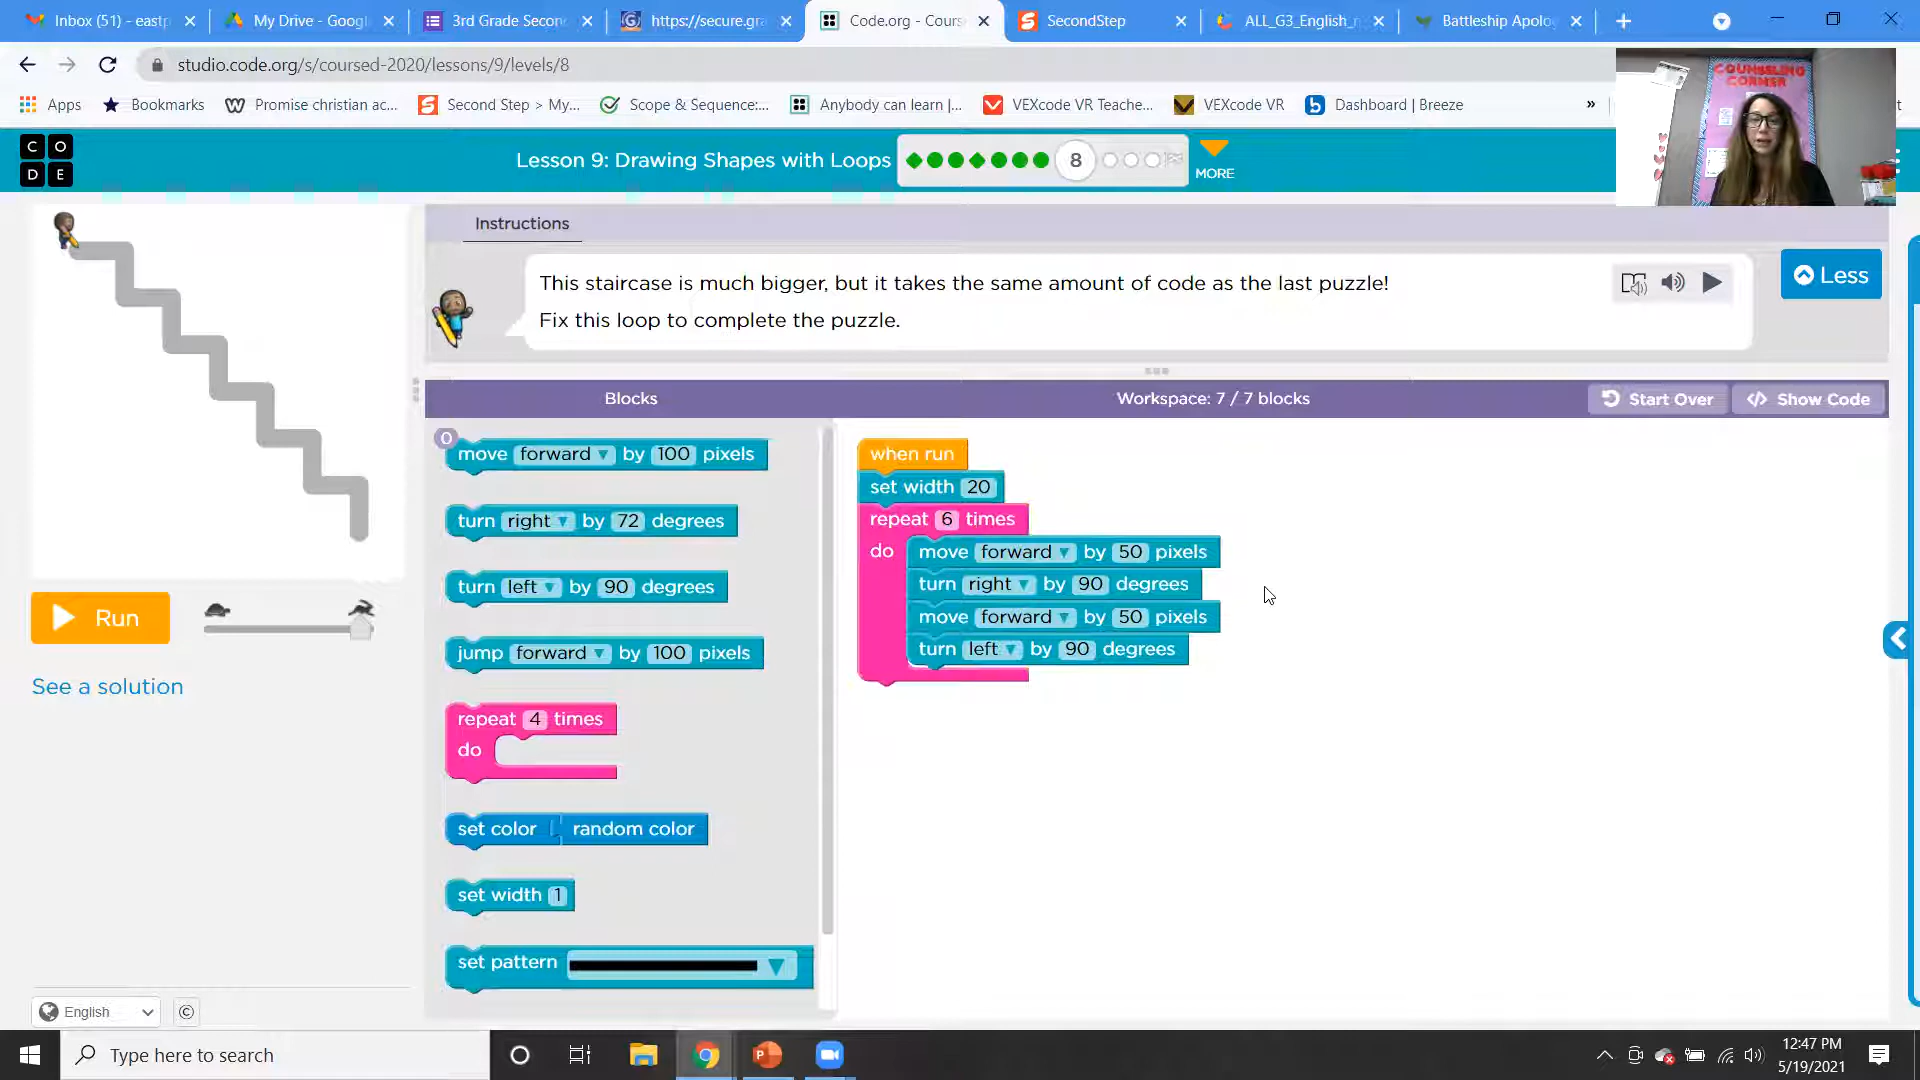 Inbox (51) - eastp
My Drive - Googl
3rd Grade Secon
https://secure.gra
Code.org - Cours
SecondStep
ALL_G3_English_n
Battleship Apolo
studio.code.org/s/coursed-2020/lessons/9/levels/8
Apps
Bookmarks
Promise christian ac...
Second Step > My...
Scope & Sequence:...
Anybody can learn |...
VEXcode VR Teache...
VEXcode VR
Dashboard | Breeze
»
COUNSELING
CORNER
C O
D E
Lesson 9: Drawing Shapes with Loops
8
MORE
Instructions
This staircase is much bigger, but it takes the same amount of code as the last puzzle!
Fix this loop to complete the puzzle.
Less
Blocks
Workspace: 7 / 7 blocks
Start Over
</> Show Code
0
move forward by 100 pixels
turn right by 72 degrees
turn left by 90 degrees
jump forward by 100 pixels
repeat 4 times
do
set color random color
set width 1
set pattern
when run
set width 20
repeat 6 times
do
move forward by 50 pixels
turn right by 90 degrees
move forward by 50 pixels
turn left by 90 degrees
Run
See a solution
English
©
Type here to search
12:47 PM
5/19/2021